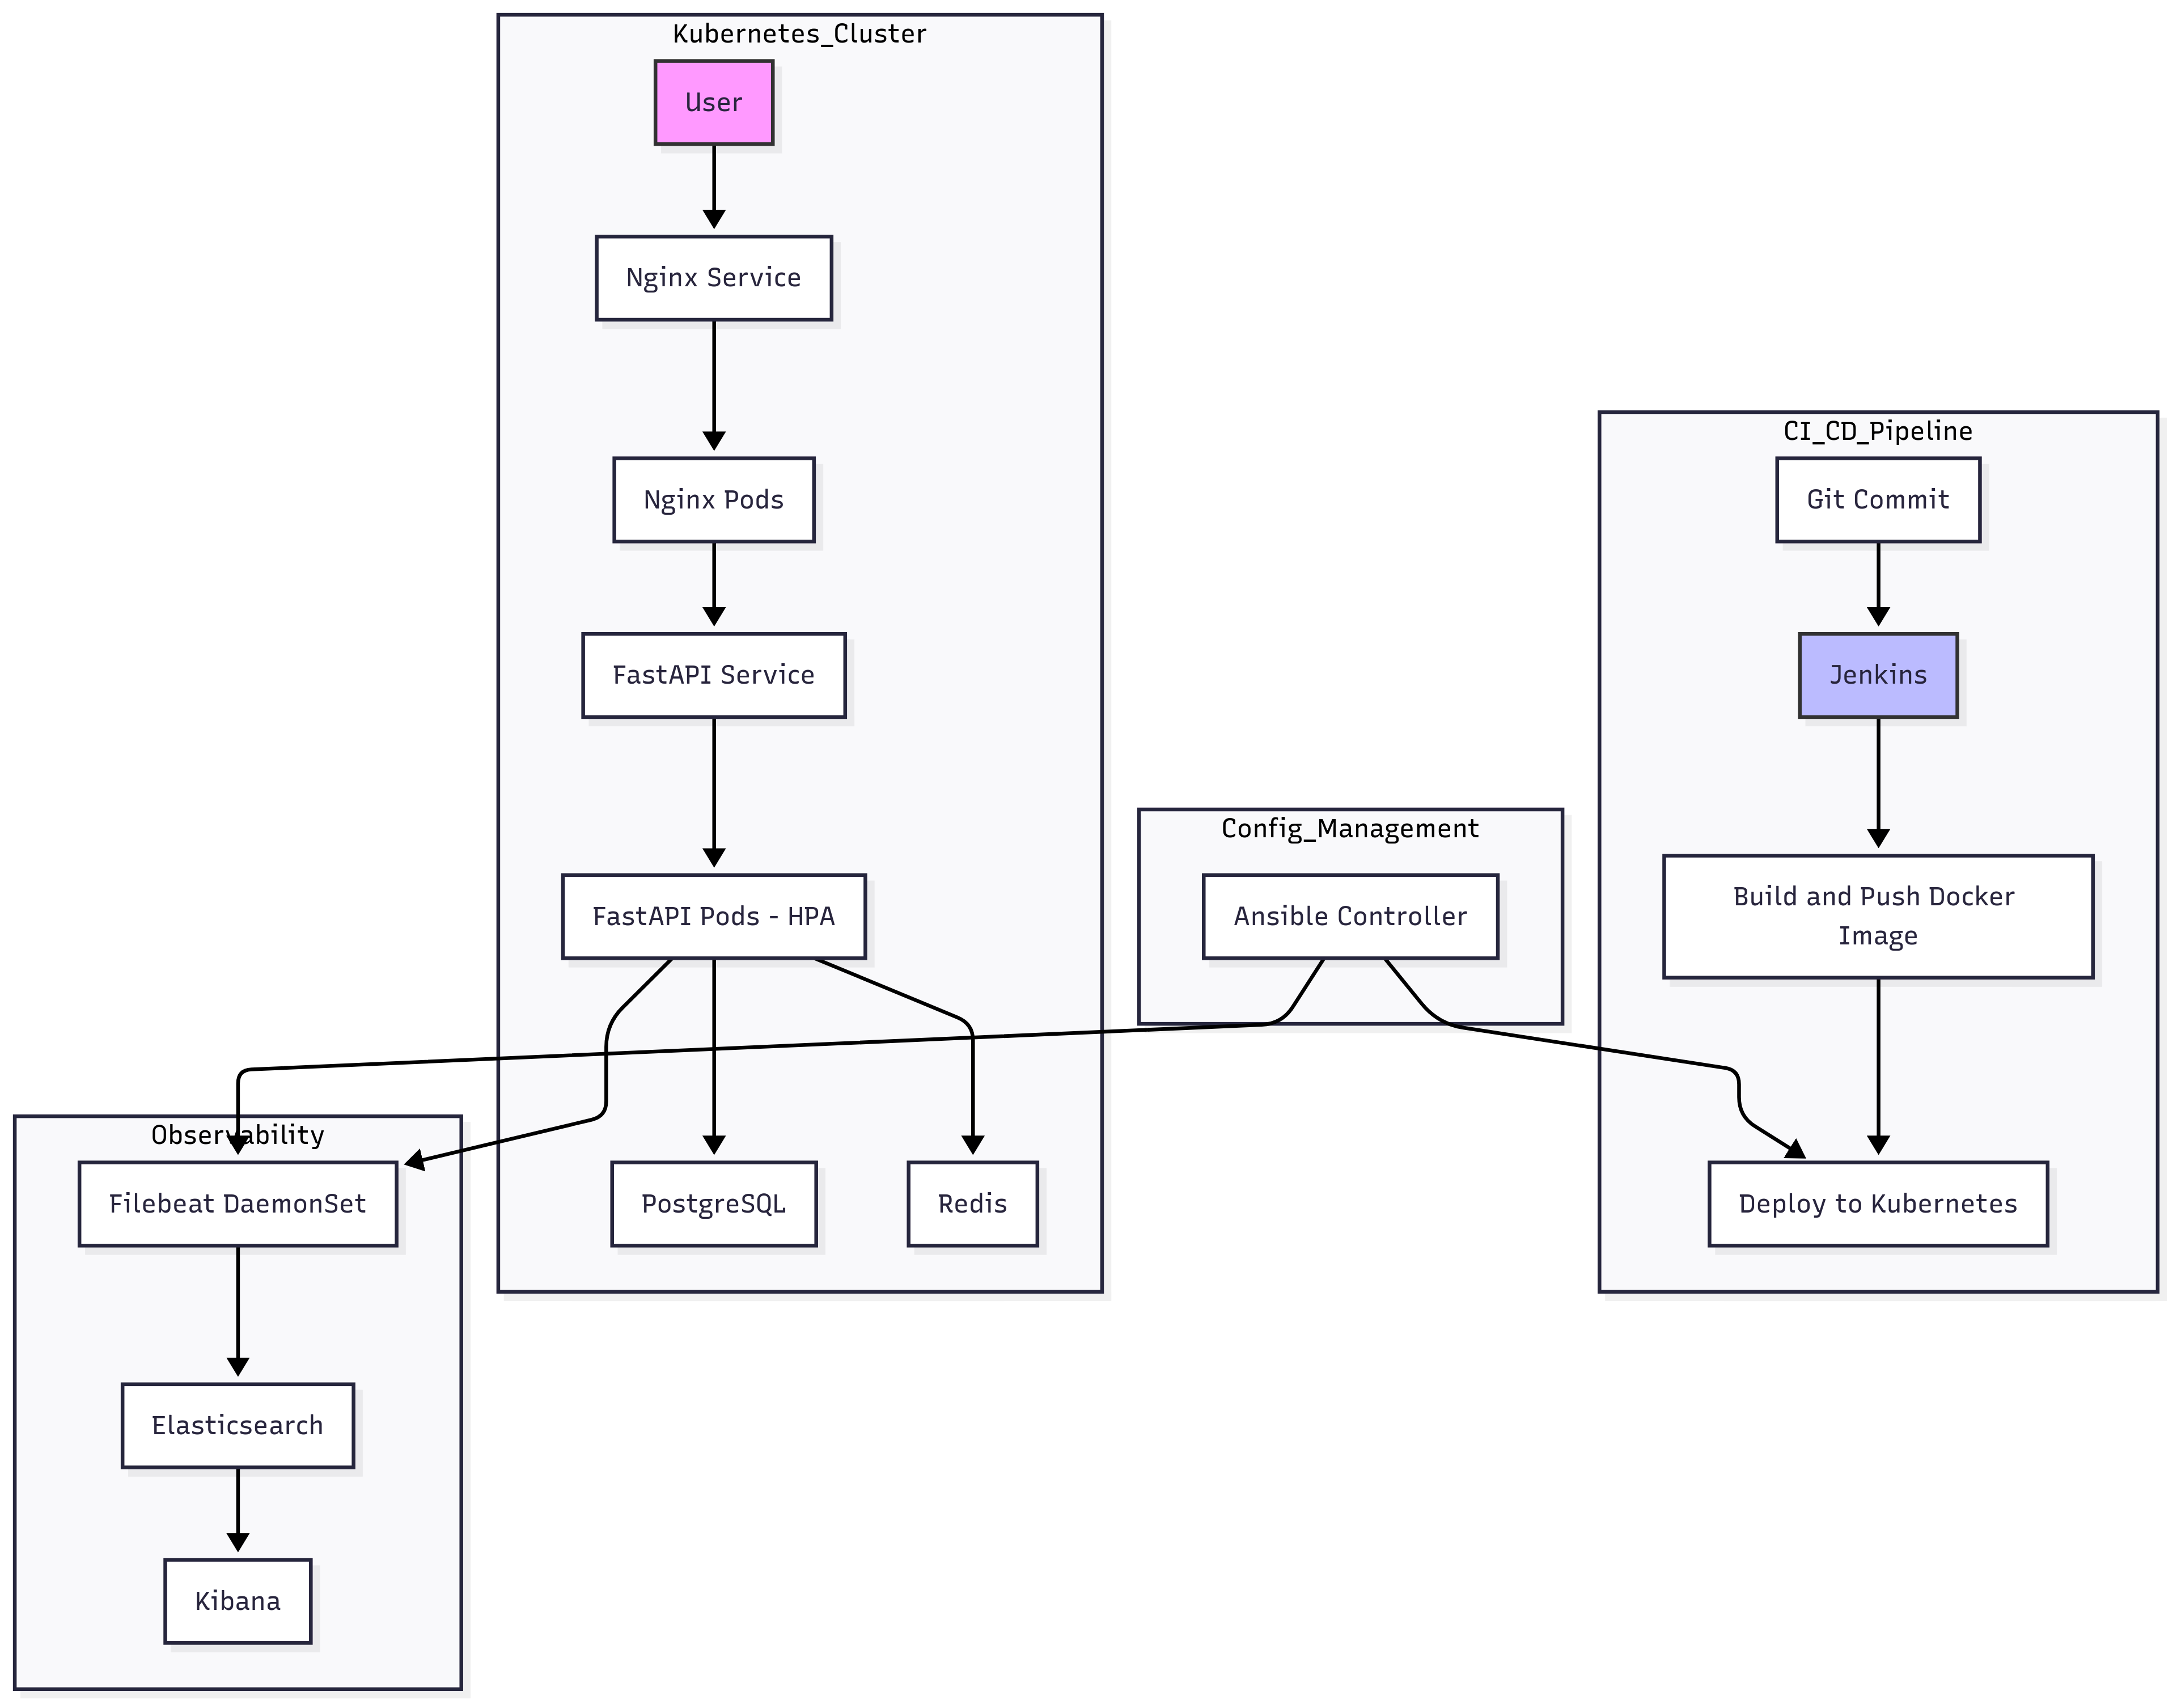 Kubernetes_Cluster
User
Nginx Service
Nginx Pods
FastAPI Service
FastAPI Pods - HPA
PostgreSQL
Redis
Config_Management
Ansible Controller
CI_CD_Pipeline
Git Commit
Jenkins
Build and Push Docker
Image
Deploy to Kubernetes
Observability
Filebeat DaemonSet
Elasticsearch
Kibana